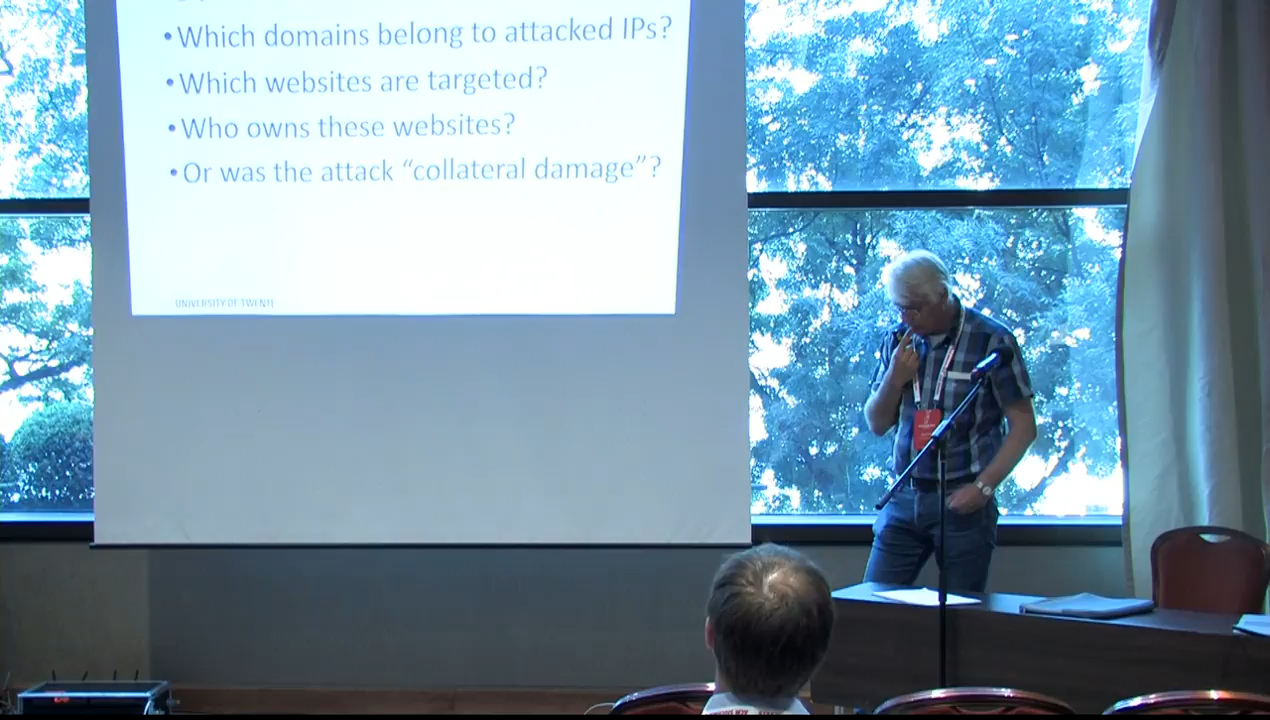 • Which domains belong to attacked IPs?
• Which websites are targeted?
• Who owns these websites?
• Or was the attack “collateral damage”?
UNIVERSITY OF TWENTE